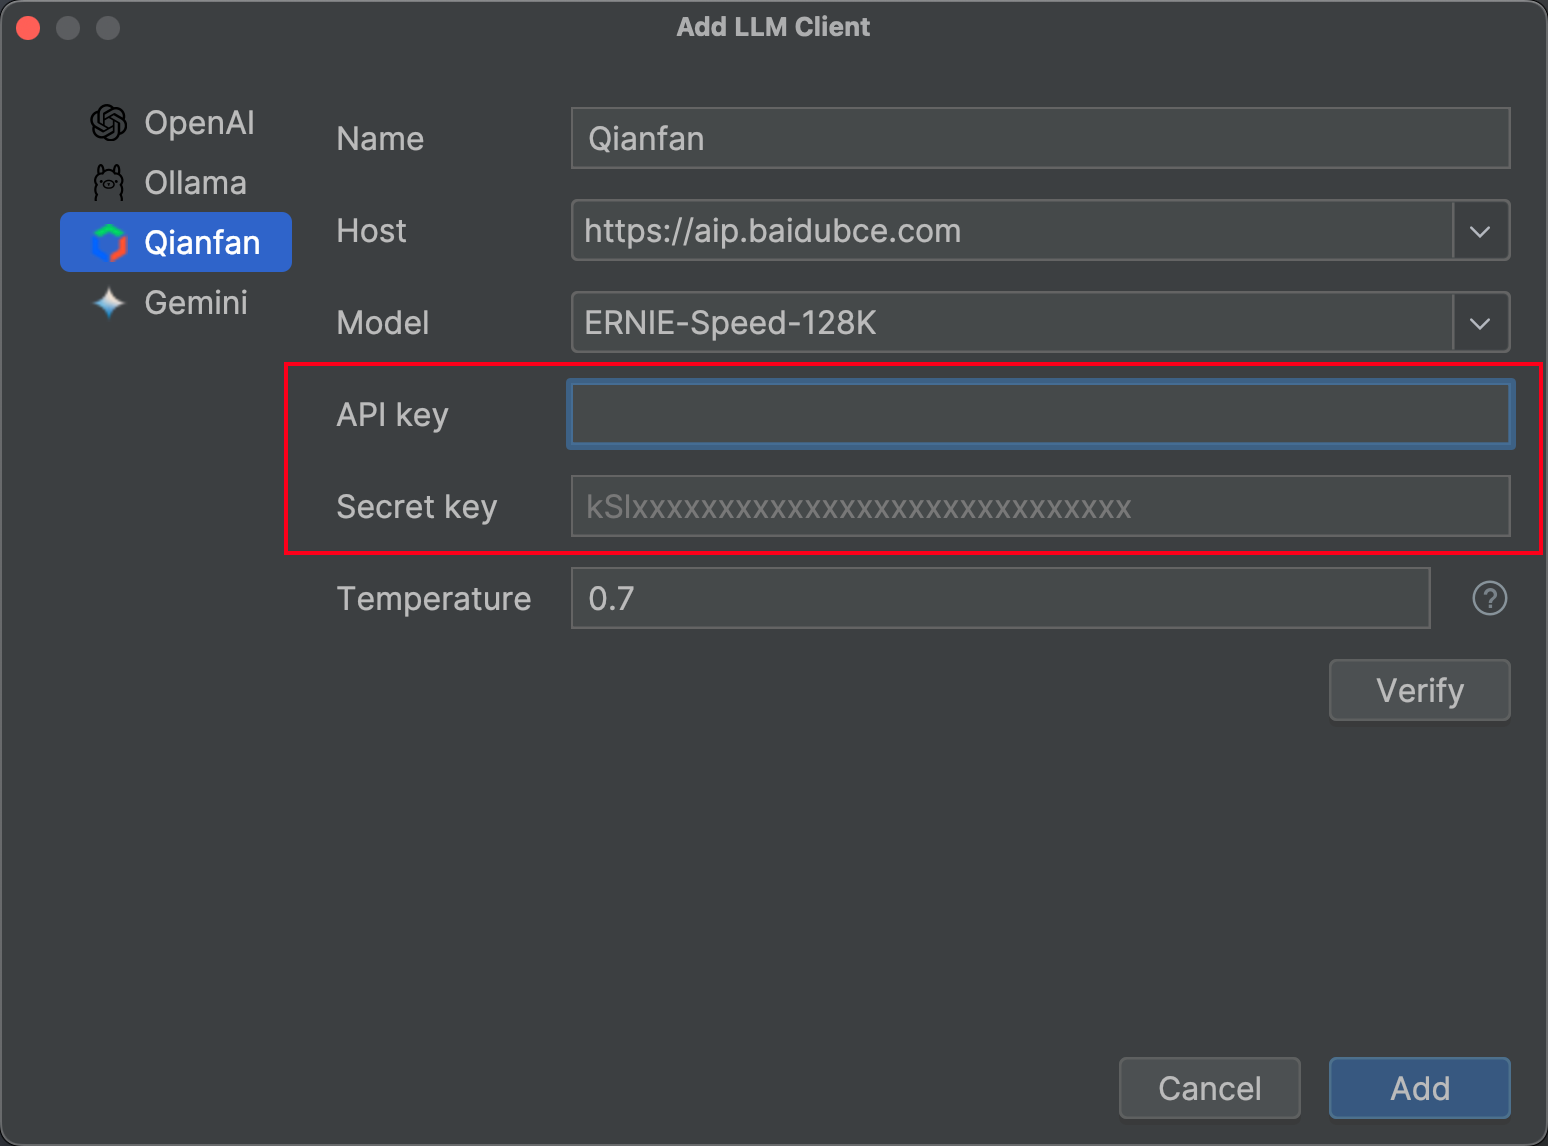 Add LLM Client
OpenAI
Ollama
Qianfan
Gemini
Name
Qianfan
Host
https://aip.baidubce.com
Model
ERNIE-Speed-128K
API key
Secret key
kSlxxxxxxxxxxxxxxxxxxxxxxxxxxxxx
Temperature
0.7
?
Verify
Cancel
Add